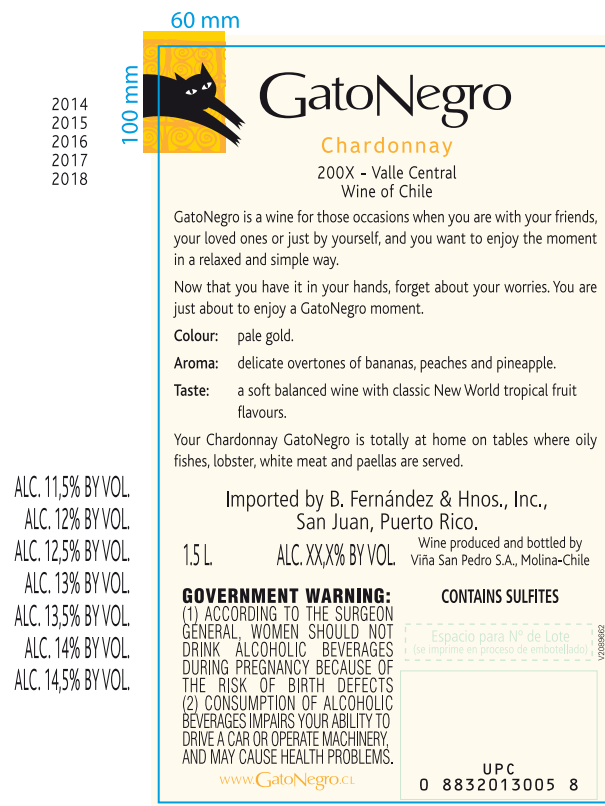 60 mm
100 mm
2014
2015
2016
2017
2018
GatoNegro
Chardonnay
200X - Valle Central
Wine of Chile
GatoNegro is a wine for those occasions when you are with your friends,
your loved ones or just by yourself, and you want to enjoy the moment
in a relaxed and simple way.
Now that you have it in your hands, forget about your worries. You are
just about to enjoy a GatoNegro moment.
Colour: pale gold.
Aroma: delicate overtones of bananas, peaches and pineapple.
Taste: a soft balanced wine with classic New World tropical fruit
flavours.
Your Chardonnay GatoNegro is totally at home on tables where oily
fishes, lobster, white meat and paellas are served.
ALC. 11,5% BY VOL.
ALC. 12% BY VOL.
ALC. 12,5% BY VOL.
ALC. 13% BY VOL.
ALC. 13,5% BY VOL.
ALC. 14% BY VOL.
ALC. 14,5% BY VOL.
Imported by B. Fernández & Hnos., Inc.,
San Juan, Puerto Rico.
1.5 L. ALC. XX,X% BY VOL.
Wine produced and bottled by
Viña San Pedro S.A., Molina-Chile
GOVERNMENT WARNING:
(1) ACCORDING TO THE SURGEON
GENERAL, WOMEN SHOULD NOT
DRINK ALCOHOLIC BEVERAGES
DURING PREGNANCY BECAUSE OF
THE RISK OF BIRTH DEFECTS
(2) CONSUMPTION OF ALCOHOLIC
BEVERAGES IMPAIRS YOUR ABILITY TO
DRIVE A CAR OR OPERATE MACHINERY,
AND MAY CAUSE HEALTH PROBLEMS.
www.GatoNegro.cl
CONTAINS SULFITES
Espacio para Nº de Lote
(se imprime en proceso de embotellado)
V2089662
UPC
0 8832013005 8